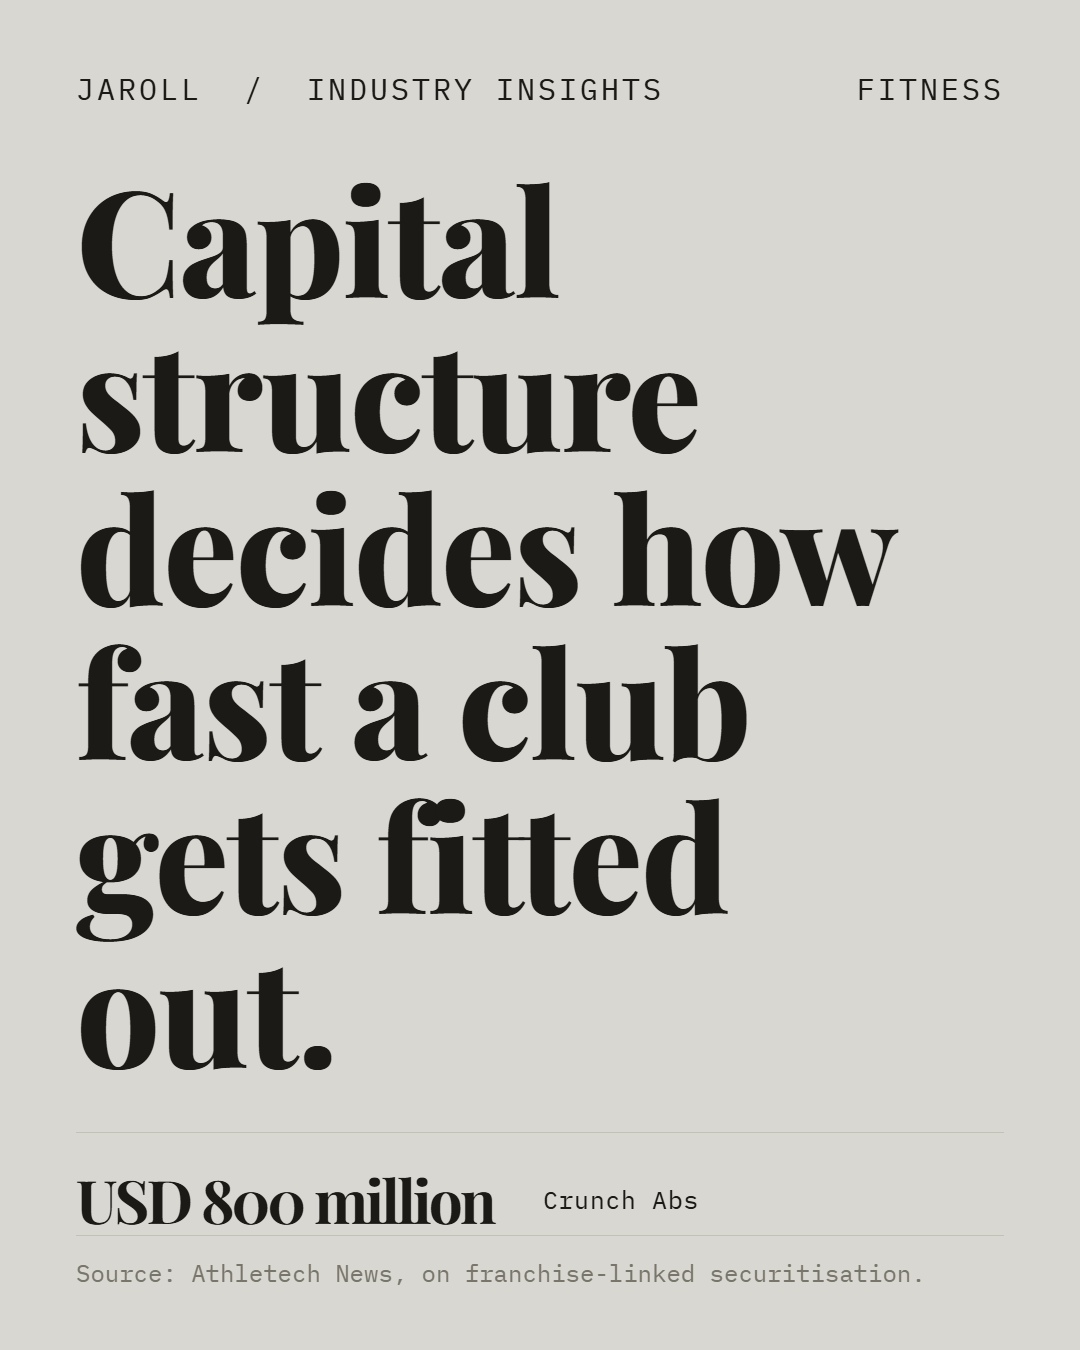 JAROLL / INDUSTRY INSIGHTS FITNESS
Capital
structure
decides how
fast a club
gets fitted
out.
USD 800 million Crunch Abs
Source: Athletech News, on franchise-linked securitisation.